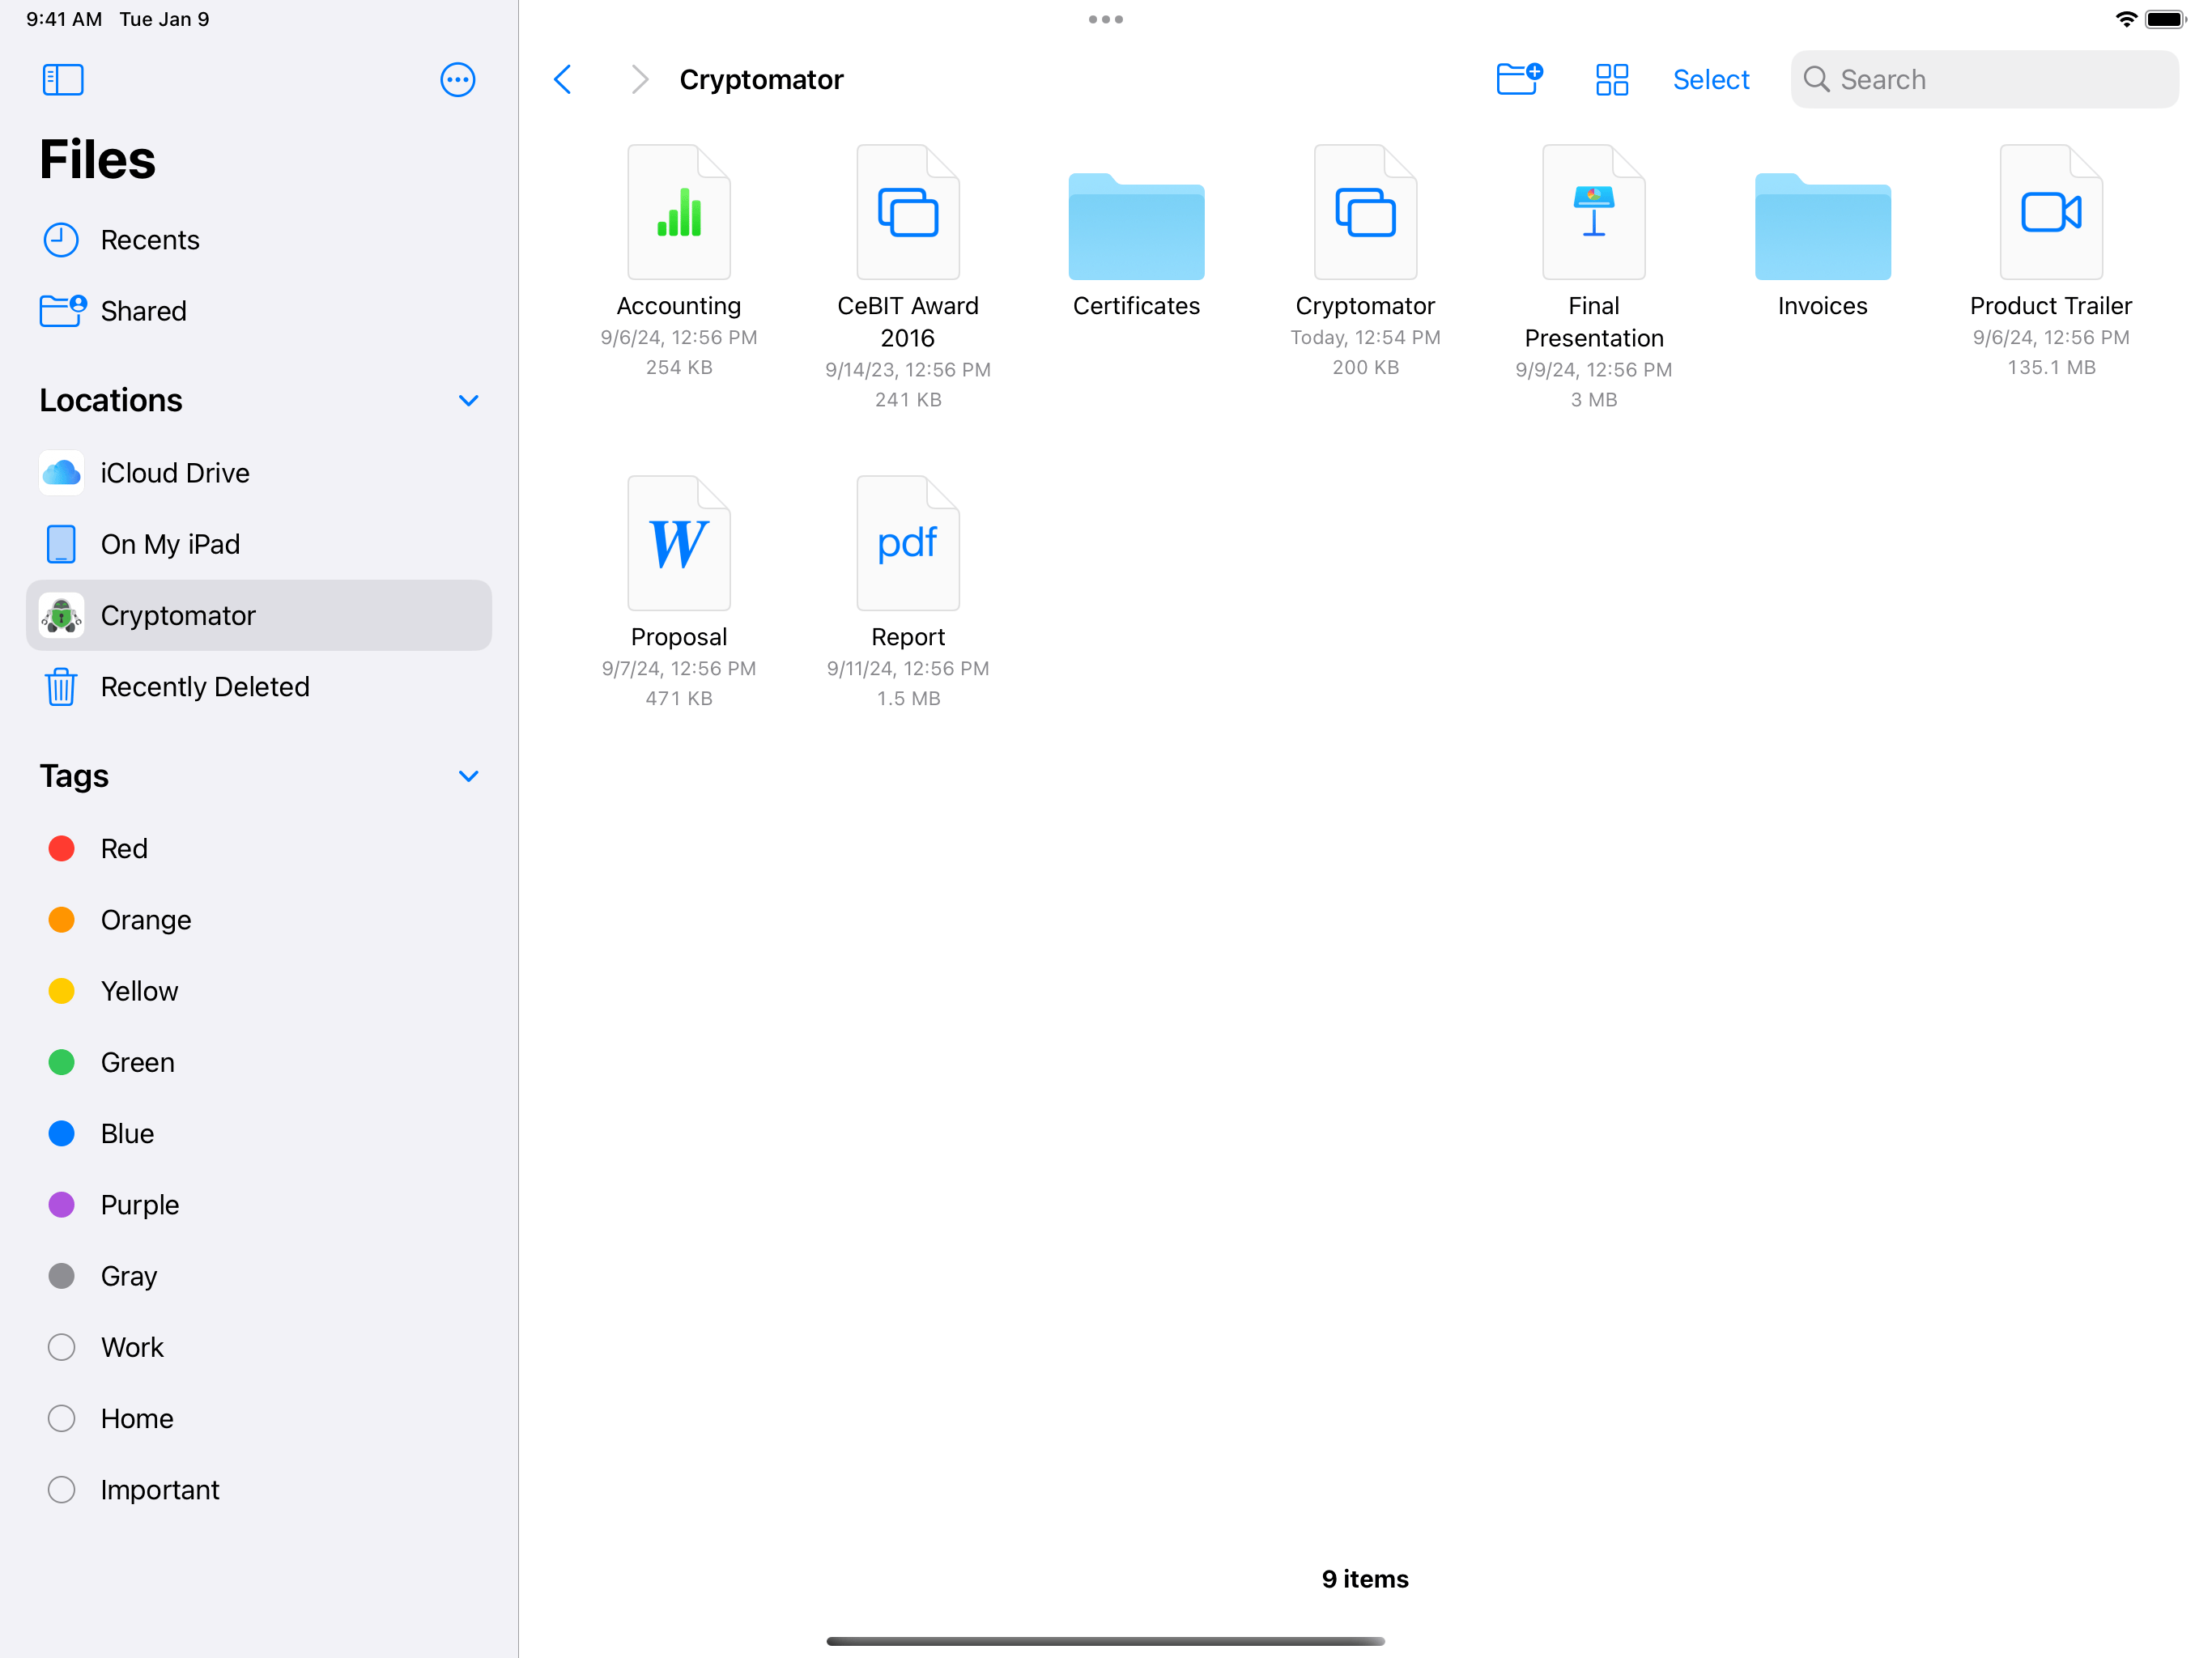 9:41 AM Tue Jan 9
Files
Recents
Shared
Locations
iCloud Drive
On My iPad
Cryptomator
Recently Deleted
Tags
Red
Orange
Yellow
Green
Blue
Purple
Gray
Work
Home
Important
Cryptomator
Select
Search
Accounting
9/6/24, 12:56 PM
254 KB
CeBIT Award
2016
9/14/23, 12:56 PM
241 KB
Certificates
Cryptomator
Today, 12:54 PM
200 KB
Final
Presentation
9/9/24, 12:56 PM
3 MB
Invoices
Product Trailer
9/6/24, 12:56 PM
135.1 MB
W
Proposal
9/7/24, 12:56 PM
471 KB
pdf
Report
9/11/24, 12:56 PM
1.5 MB
9 items